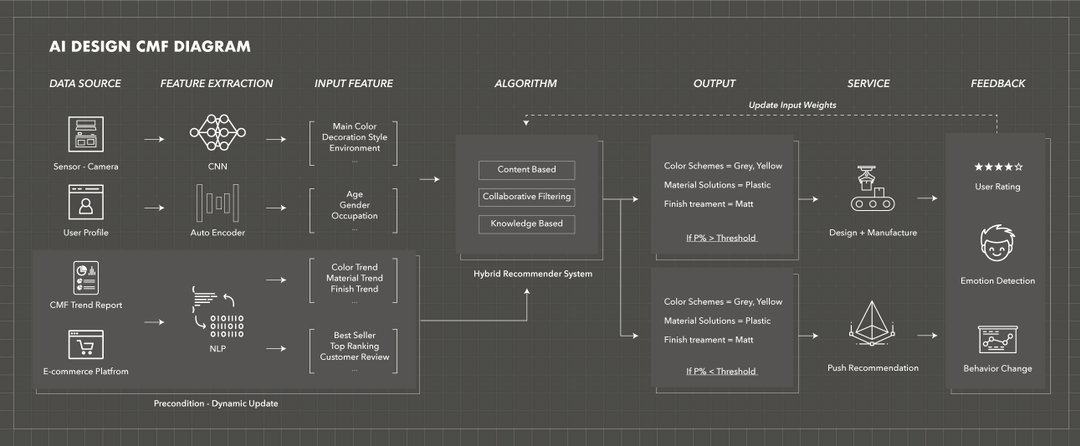 AI DESIGN CMF DIAGRAM
DATA SOURCE
FEATURE EXTRACTION
INPUT FEATURE
ALGORITHM
OUTPUT
SERVICE
FEEDBACK
Update Input Weights
Sensor - Camera
CNN
Main Color
Decoration Style
Environment
...
User Profile
Auto Encoder
Age
Gender
Occupation
...
CMF Trend Report
Color Trend
Material Trend
Finish Trend
...
E-commerce Platfrom
NLP
Best Seller
Top Ranking
Customer Review
...
Precondition - Dynamic Update
Content Based
Collaborative Filtering
Knowledge Based
Hybrid Recommender System
Color Schemes = Grey, Yellow
Material Solutions = Plastic
Finish treament = Matt
If P% > Threshold
Color Schemes = Grey, Yellow
Material Solutions = Plastic
Finish treament = Matt
If P% < Threshold
Design + Manufacture
Push Recommendation
User Rating
Emotion Detection
Behavior Change